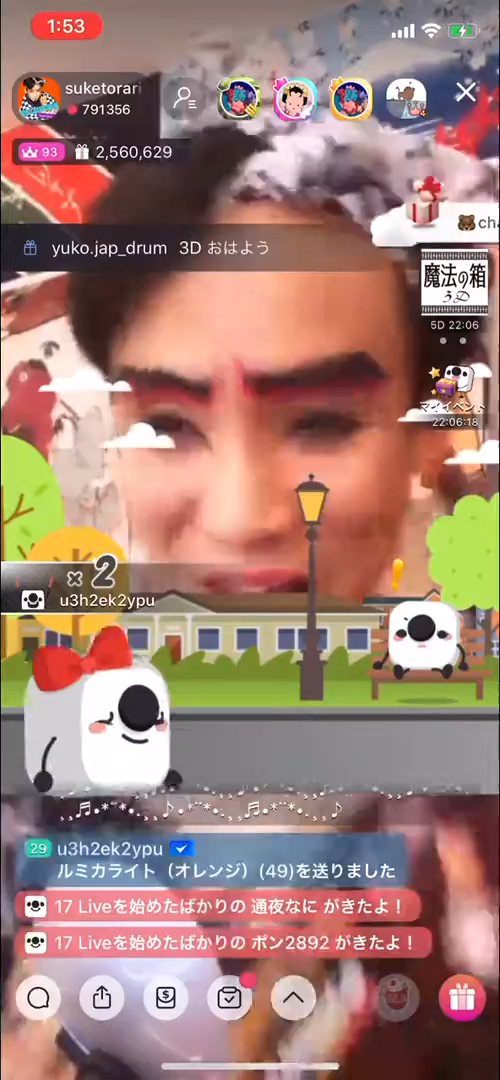 1:53
suketorar
791356
93 2,560,629
cha
yuko.jap_drum 3D おはよう
魔法の箱
3D
5D 22:06
マイイベント
22:06:18
× 2
u3h2ek2ypu
29 u3h2ek2ypu
ルミカライト（オレンジ）(49)を送りました
17 Liveを始めたばかりの 通夜なに がきたよ！
17 Liveを始めたばかりの ポン2892 がきたよ！